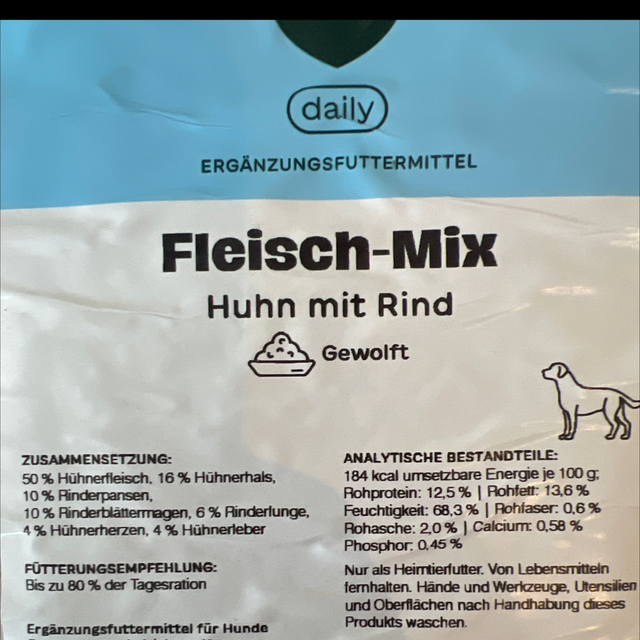 daily
ERGÄNZUNGSFUTTERMITTEL
Fleisch-Mix
Huhn mit Rind
Gewolft
ZUSAMMENSETZUNG:
50 % Hühnerfleisch, 16 % Hühnerhals,
10 % Rinderpansen,
10 % Rinderblättermagen, 6 % Rinderlunge,
4 % Hühnerherzen, 4 % Hühnerleber
FÜTTERUNGSEMPFEHLUNG:
Bis zu 80 % der Tagesration
Ergänzungsfuttermittel für Hunde
ANALYTISCHE BESTANDTEILE:
184 kcal umsetzbare Energie je 100 g;
Rohprotein: 12,5 % | Rohfett: 13,6 %
Feuchtigkeit: 68,3 % | Rohfaser: 0,6 %
Rohasche: 2,0 % | Calcium: 0,58 %
Phosphor: 0,45 %
Nur als Heimtierfutter. Von Lebensmitteln
fernhalten. Hände und Werkzeuge, Utensilien
und Oberflächen nach Handhabung dieses
Produkts waschen.